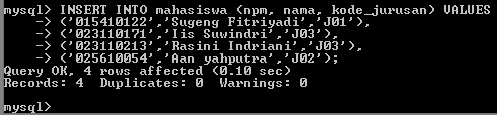 mysql> INSERT INTO mahasiswa (npm, nama, kode_jurusan) VALUES
    -> ('015410122','Sugeng Fitriyadi','J01'),
    -> ('023110171','Iis Suwindri','J03'),
    -> ('023110213','Rasini Indriani','J03'),
    -> ('025610054','Aan yahputra','J02');
Query OK, 4 rows affected (0.10 sec)
Records: 4  Duplicates: 0  Warnings: 0
mysql>